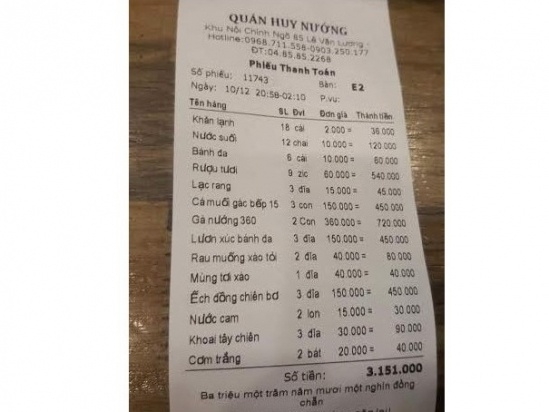 QUÁN HUY NƯỚNG
Khu Nội Chính Ngõ 85 Lê Văn Lương -
Hotline:0968.711.558-0903.250.177
ĐT:04.85.85.2268
Phiếu Thanh Toán
Số phiếu: 11743 Bàn: E2
Ngày: 10/12 20:58-02:10 P.vụ:
Tên hàng SL Đvt Đơn giá Thành tiền
Khăn lạnh 18 cái 2.000 = 36.000
Nước suối 12 chai 10.000 = 120.000
Bánh đa 6 cái 10.000 = 60.000
Rượu tươi 9 zic 60.000 = 540.000
Lạc rang 3 đĩa 15.000 = 45.000
Cá muối gác bếp 15 3 con 150.000 = 450.000
Gà nướng 360 2 Con 360.000 = 720.000
Lươn xúc bánh đa 3 đĩa 150.000 = 450.000
Rau muống xào tỏi 2 đĩa 40.000 = 80.000
Mùng tơi xào 1 đĩa 40.000 = 40.000
Ếch đồng chiên bơ 3 đĩa 150.000 = 450.000
Nước cam 2 lon 15.000 = 30.000
Khoai tây chiên 3 đĩa 30.000 = 90.000
Cơm trắng 2 bát 20.000 = 40.000
Số tiền: 3.151.000
Ba triệu một trăm năm mươi một nghìn đồng
chẵn